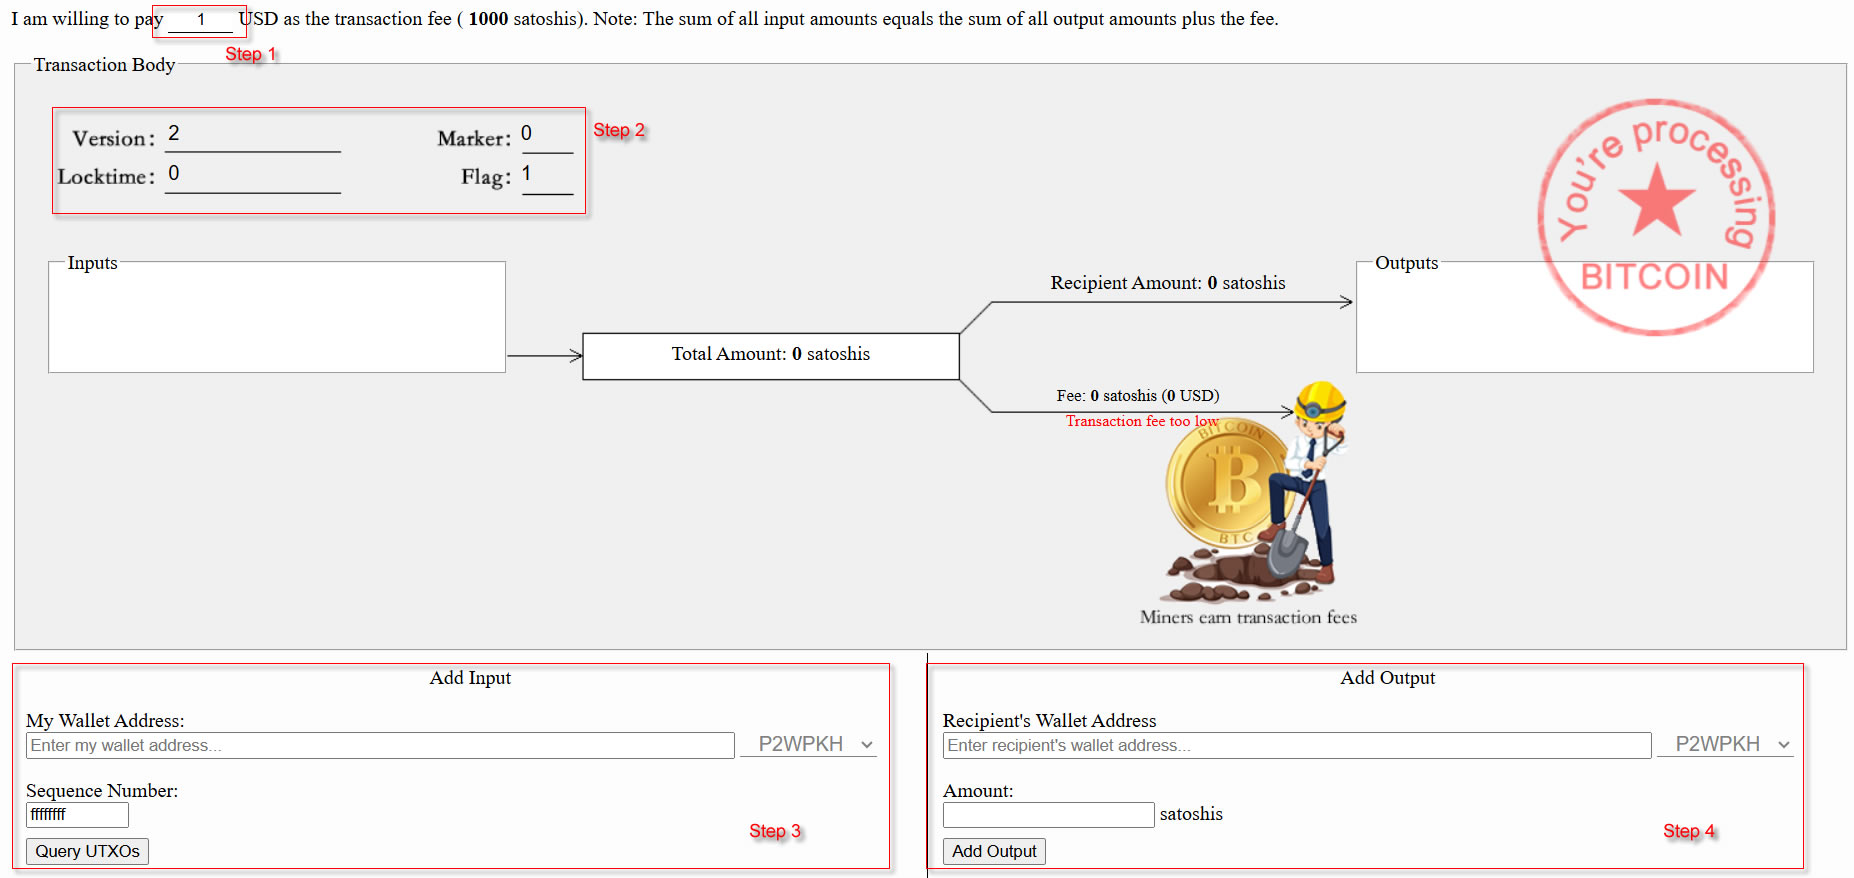 I am willing to pay 1 USD as the transaction fee ( 1000 satoshis). Note: The sum of all input amounts equals the sum of all output amounts plus the fee.
Step 1
Transaction Body
Version: 2
Marker: 0
Step 2
Locktime: 0
Flag: 1
You're processing
BITCOIN
Inputs
Recipient Amount: 0 satoshis
Outputs
Total Amount: 0 satoshis
Fee: 0 satoshis (0 USD)
Transaction fee too low
BITCOIN
B
BTC
Miners earn transaction fees
Add Input
My Wallet Address:
Enter my wallet address...
P2WPKH
Sequence Number:
ffffffff
Step 3
Query UTXOs
Add Output
Recipient's Wallet Address
Enter recipient's wallet address...
P2WPKH
Amount:
satoshis
Step 4
Add Output